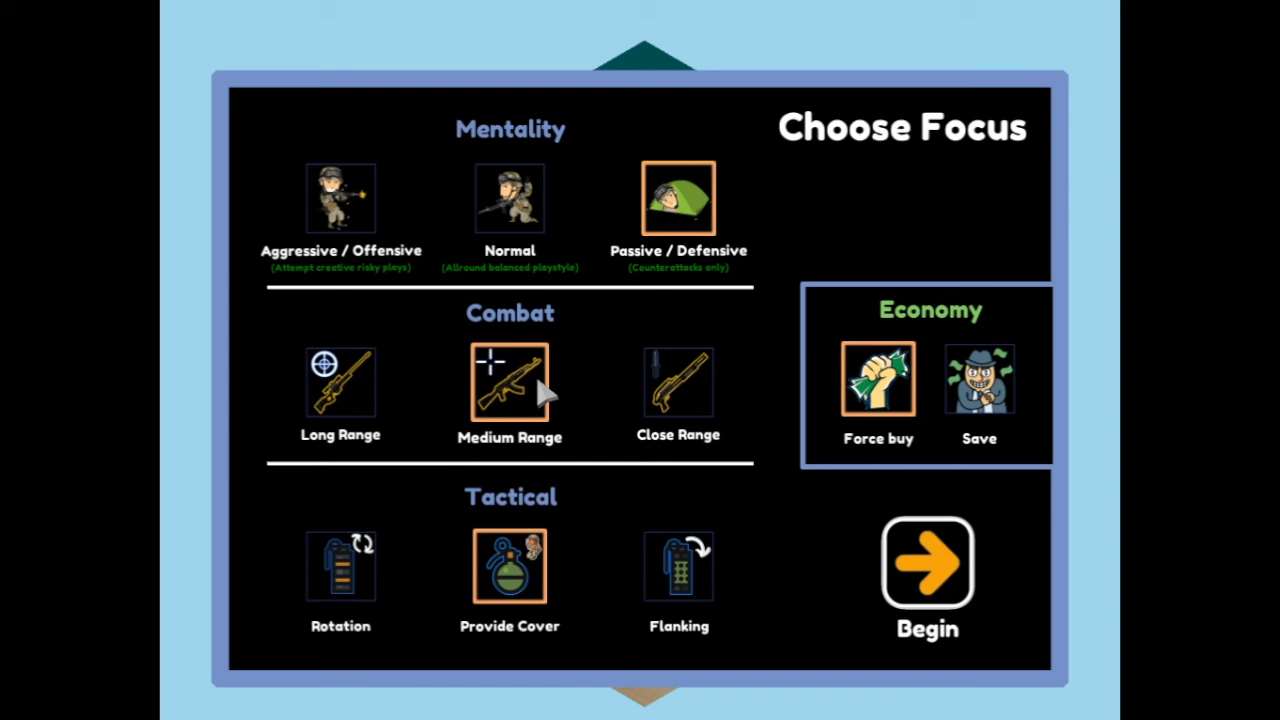 Choose Focus
Mentality
Aggressive / Offensive
(Attempt creative risky plays)
Normal
(Allround balanced playstyle)
Passive / Defensive
(Counterattacks only)
Combat
Long Range
Medium Range
Close Range
Economy
Force buy
Save
Tactical
Rotation
Provide Cover
Flanking
Begin